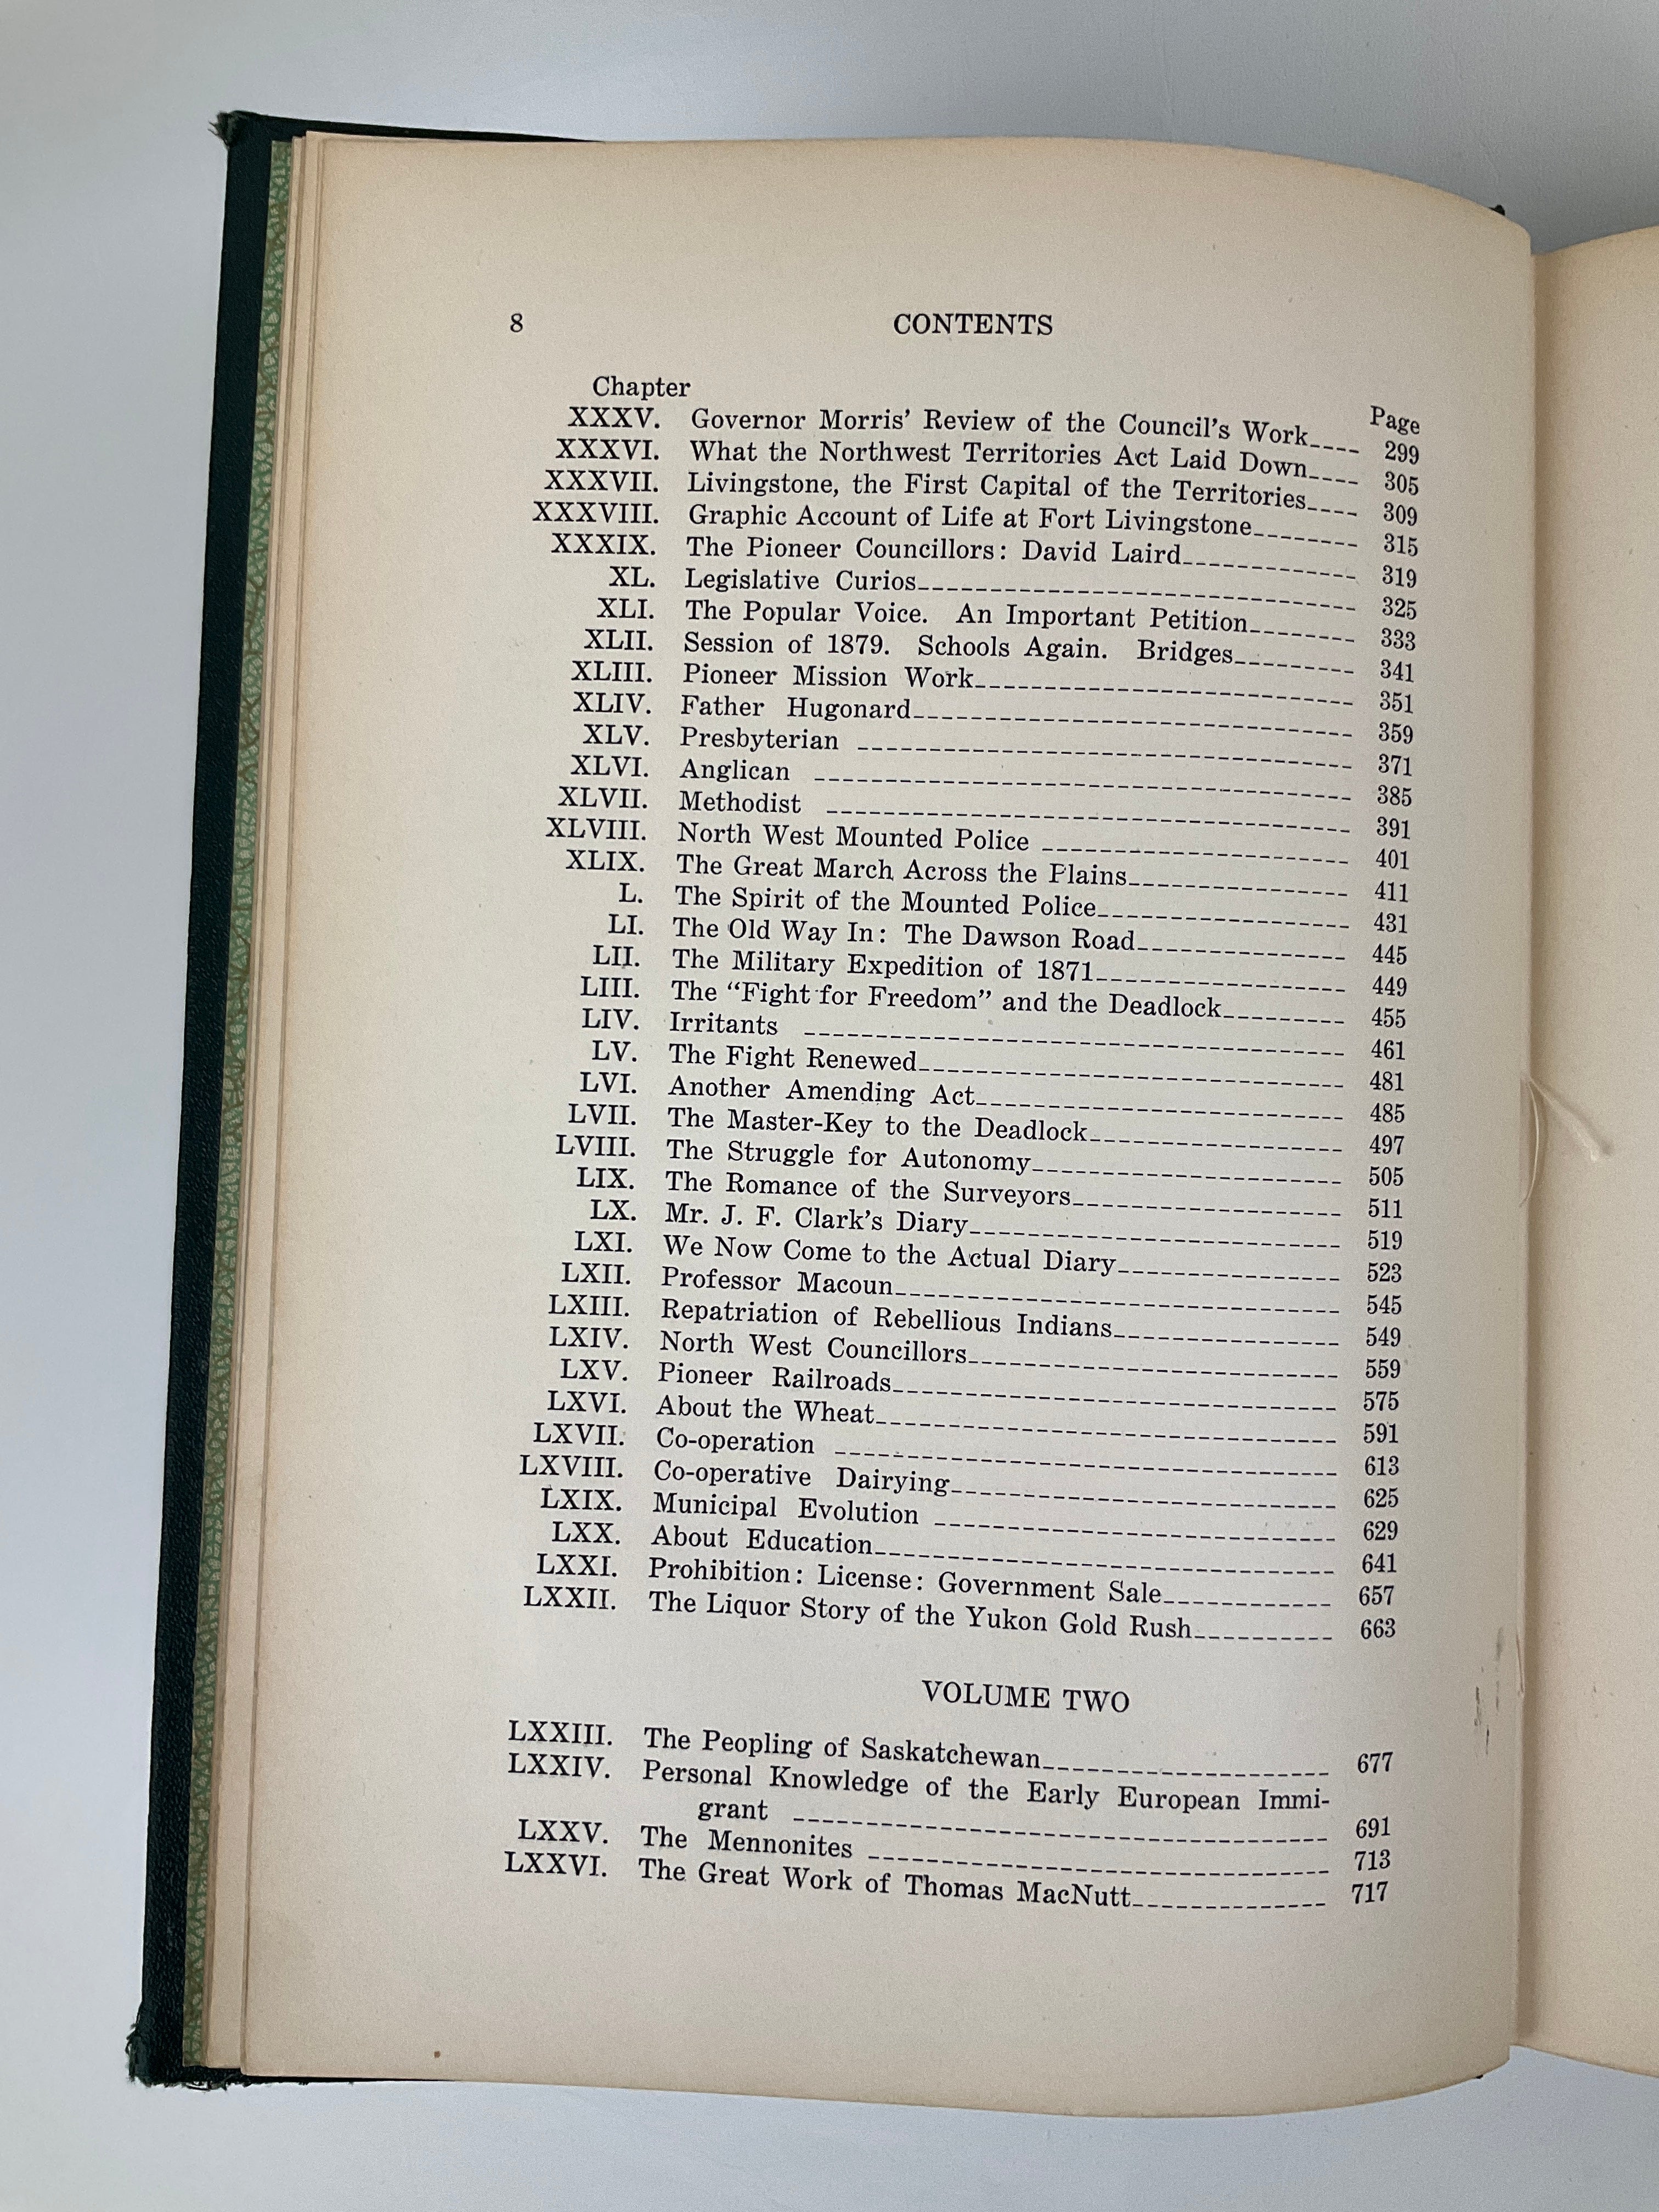 8 CONTENTS
Chapter Page
XXXV. Governor Morris' Review of the Council's Work---- 299
XXXVI. What the Northwest Territories Act Laid Down---- 305
XXXVII. Livingstone, the First Capital of the Territories---- 309
XXXVIII. Graphic Account of Life at Fort Livingstone-------- 315
XXXIX. The Pioneer Councillors: David Laird------------- 319
XL. Legislative Curios-------------------------------- 325
XLI. The Popular Voice. An Important Petition-------- 333
XLII. Session of 1879. Schools Again. Bridges--------- 341
XLIII. Pioneer Mission Work---------------------------- 351
XLIV. Father Hugonard-------------------------------- 359
XLV. Presbyterian ---------------------------------- 371
XLVI. Anglican ------------------------------------- 385
XLVII. Methodist ------------------------------------ 391
XLVIII. North West Mounted Police --------------------- 401
XLIX. The Great March Across the Plains--------------- 411
L. The Spirit of the Mounted Police----------------- 431
LI. The Old Way In: The Dawson Road-------------- 445
LII. The Military Expedition of 1871----------------- 449
LIII. The "Fight for Freedom" and the Deadlock--------- 455
LIV. Irritants ------------------------------------- 461
LV. The Fight Renewed----------------------------- 481
LVI. Another Amending Act------------------------- 485
LVII. The Master-Key to the Deadlock----------------- 497
LVIII. The Struggle for Autonomy--------------------- 505
LIX. The Romance of the Surveyors------------------ 511
LX. Mr. J. F. Clark's Diary------------------------- 519
LXI. We Now Come to the Actual Diary--------------- 523
LXII. Professor Macoun------------------------------ 545
LXIII. Repatriation of Rebellious Indians--------------- 549
LXIV. North West Councillors------------------------- 559
LXV. Pioneer Railroads------------------------------ 575
LXVI. About the Wheat------------------------------- 591
LXVII. Co-operation ---------------------------------- 613
LXVIII. Co-operative Dairying-------------------------- 625
LXIX. Municipal Evolution --------------------------- 629
LXX. About Education------------------------------- 641
LXXI. Prohibition: License: Government Sale------------ 657
LXXII. The Liquor Story of the Yukon Gold Rush---------- 663
VOLUME TWO
LXXIII. The Peopling of Saskatchewan------------------- 677
LXXIV. Personal Knowledge of the Early European Immi-
grant ------------------------------------ 691
LXXV. The Mennonites ------------------------------- 713
LXXVI. The Great Work of Thomas MacNutt------------- 717